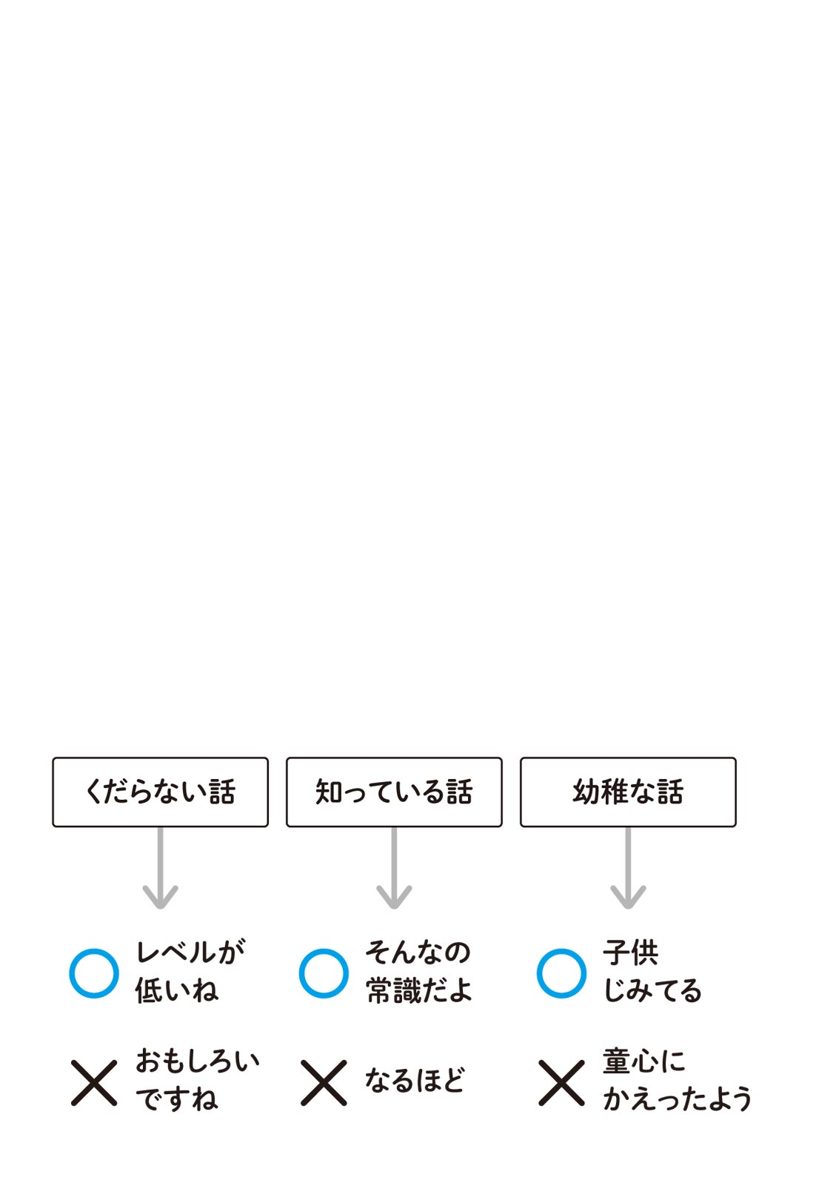 くだらない話
知っている話
幼稚な話
レベルが
低いね
そんなの
常識だよ
子供
じみてる
おもしろい
ですね
なるほど
童心に
かえったよう